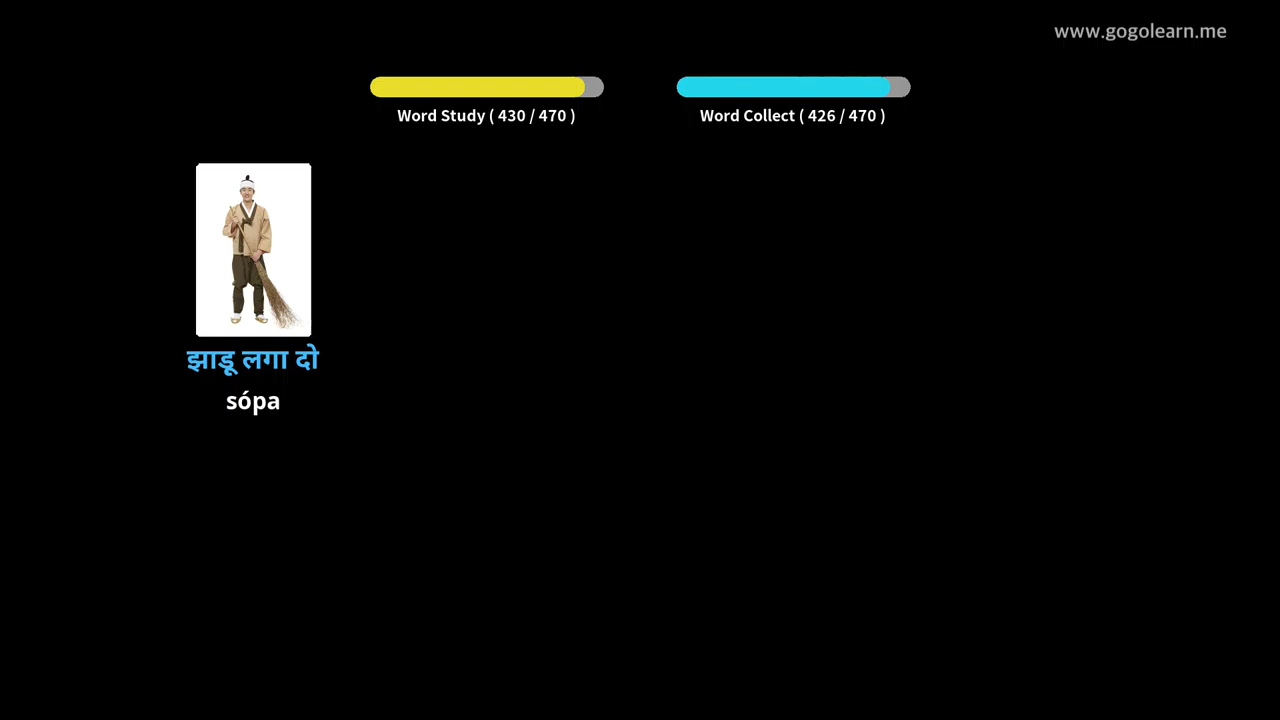 www.gogolearn.me
Word Study ( 430 / 470 )
Word Collect ( 426 / 470 )
झाडू लगा दो
sópa